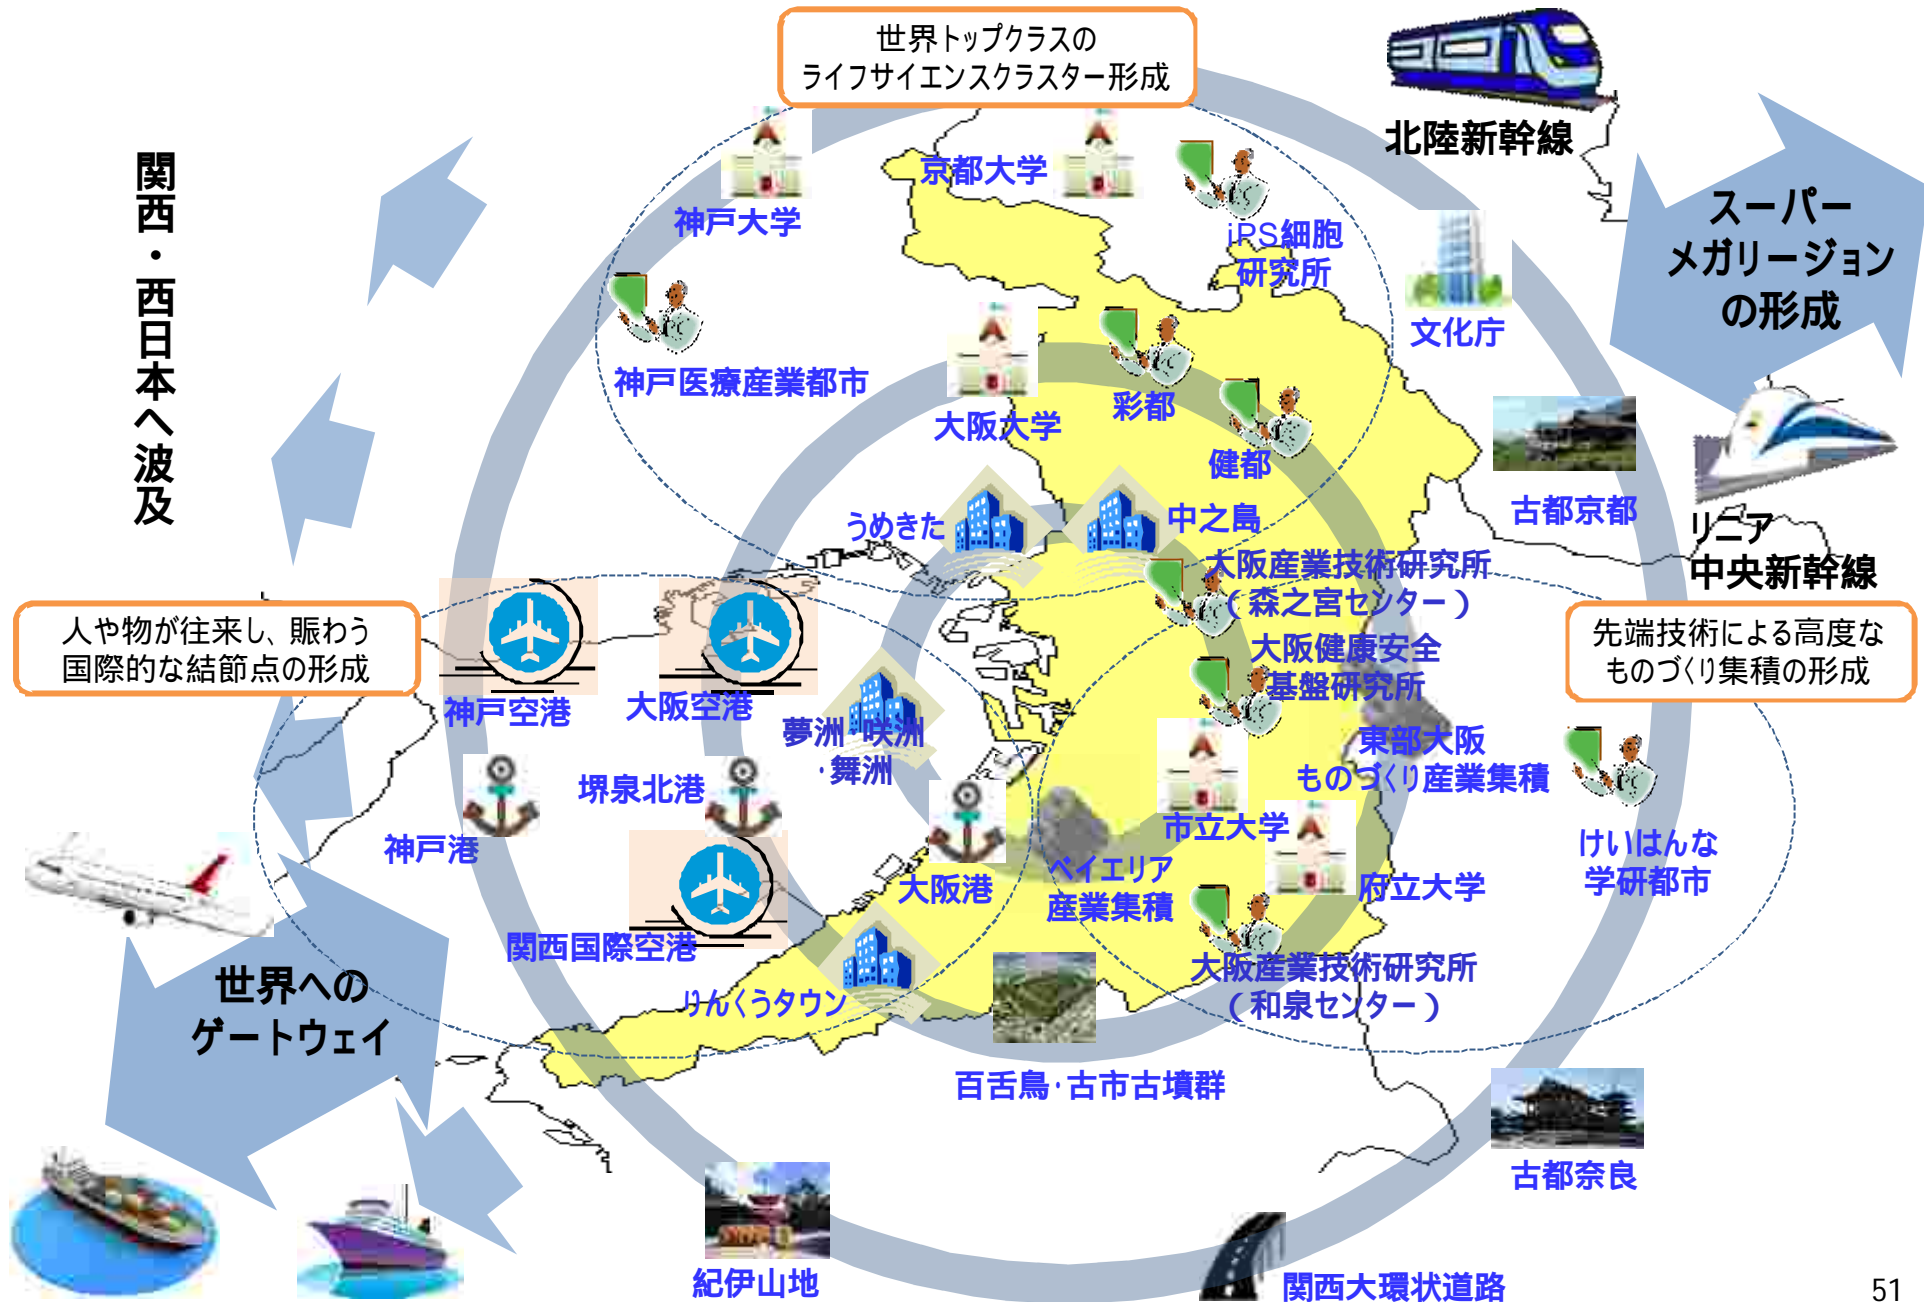 世界トップクラスの
ライフサイエンスクラスター形成
北陸新幹線
関西・西日本へ波及
スーパー
メガリージョン
の形成
京都大学
神戸大学
iPS細胞
研究所
文化庁
神戸医療産業都市
大阪大学
彩都
健都
古都京都
うめきた
中之島
リニア
中央新幹線
大阪産業技術研究所
(森之宮センター)
人や物が往来し、賑わう
国際的な結節点の形成
先端技術による高度な
ものづくり集積の形成
大阪健康安全
基盤研究所
神戸空港
大阪空港
夢洲・咲洲
・舞洲
東部大阪
ものづくり産業集積
堺泉北港
神戸港
市立大学
けいはんな
学研都市
大阪港
ベイエリア
産業集積
府立大学
関西国際空港
大阪産業技術研究所
(和泉センター)
りんくうタウン
世界への
ゲートウェイ
百舌鳥・古市古墳群
古都奈良
紀伊山地
関西大環状道路
51